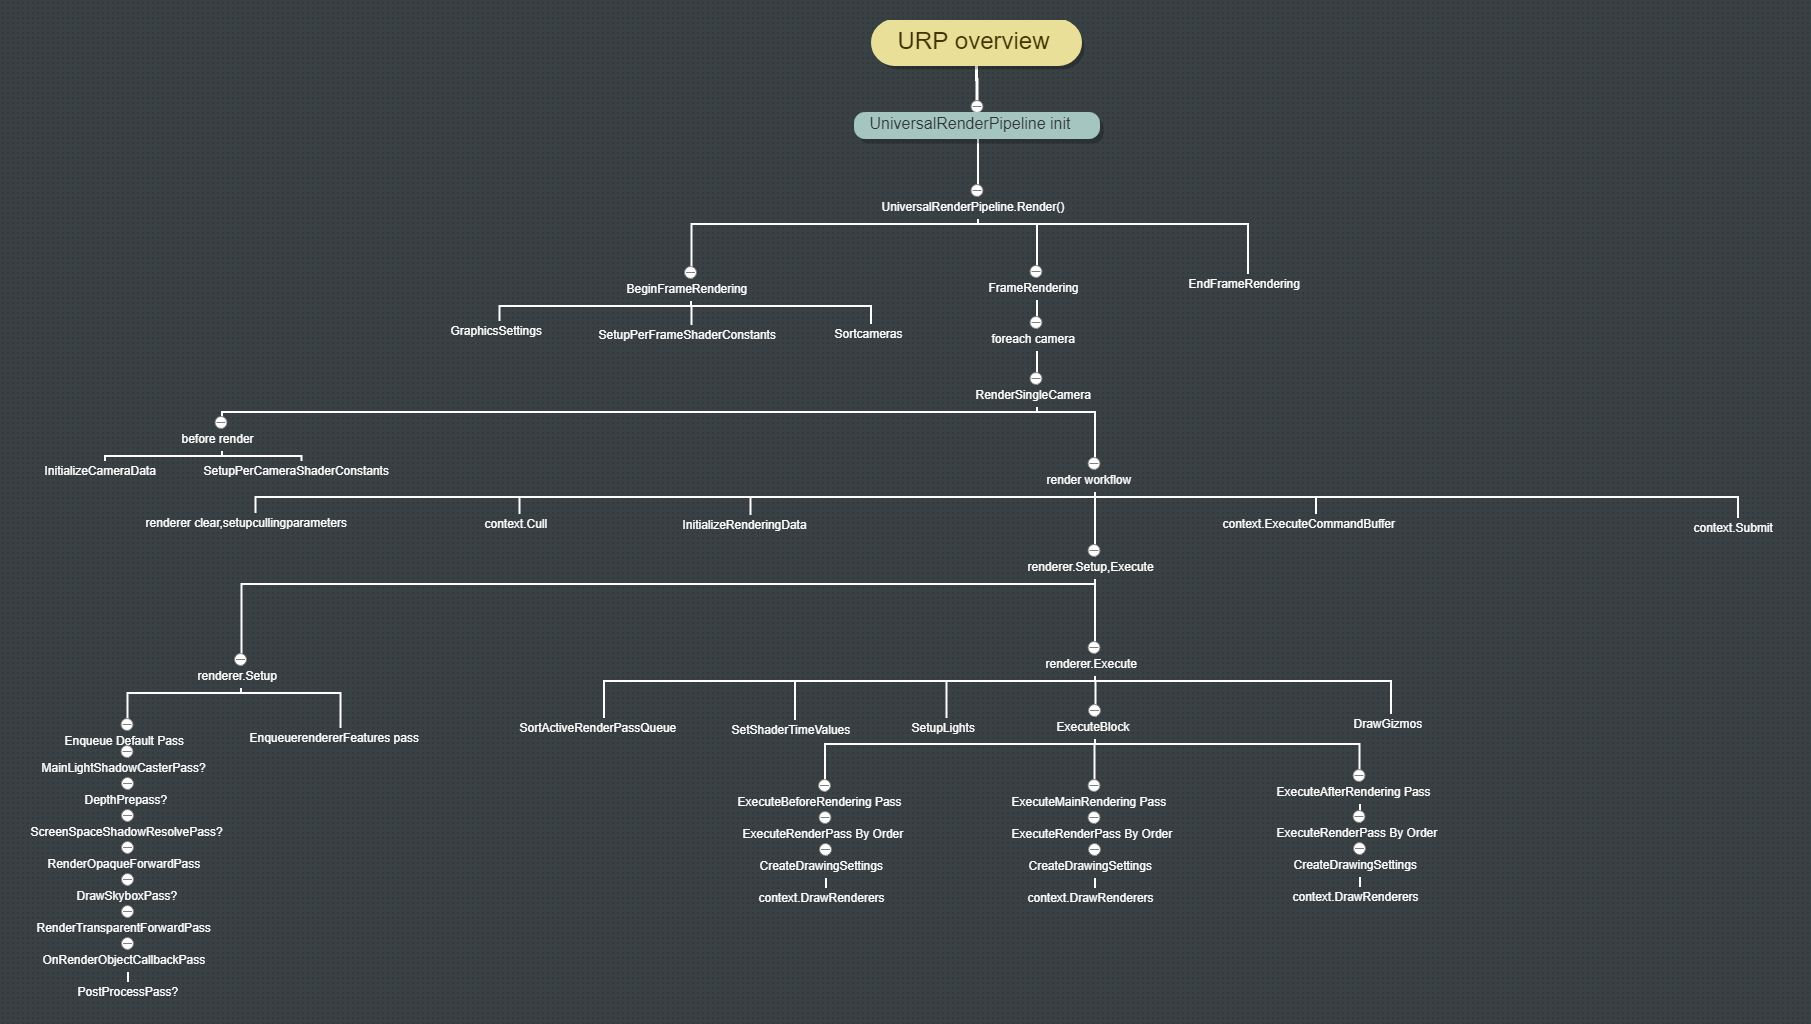 URP overview
UniversalRenderPipeline init
UniversalRenderPipeline.Render()
BeginFrameRendering
FrameRendering
EndFrameRendering
GraphicsSettings
SetupPerFrameShaderConstants
Sortcameras
foreach camera
RenderSingleCamera
before render
InitializeCameraData
SetupPerCameraShaderConstants
render workflow
renderer clear,setupcullingparameters
context.Cull
InitializeRenderingData
context.ExecuteCommandBuffer
context.Submit
renderer.Setup,Execute
renderer.Setup
renderer.Execute
Enqueue Default Pass
EnqueuerendererFeatures pass
SortActiveRenderPassQueue
SetShaderTimeValues
SetupLights
ExecuteBlock
DrawGizmos
MainLightShadowCasterPass?
DepthPrepass?
ScreenSpaceShadowResolvePass?
RenderOpaqueForwardPass
DrawSkyboxPass?
RenderTransparentForwardPass
OnRenderObjectCallbackPass
PostProcessPass?
ExecuteBeforeRendering Pass
ExecuteRenderPass By Order
CreateDrawingSettings
context.DrawRenderers
ExecuteMainRendering Pass
ExecuteRenderPass By Order
CreateDrawingSettings
context.DrawRenderers
ExecuteAfterRendering Pass
ExecuteRenderPass By Order
CreateDrawingSettings
context.DrawRenderers